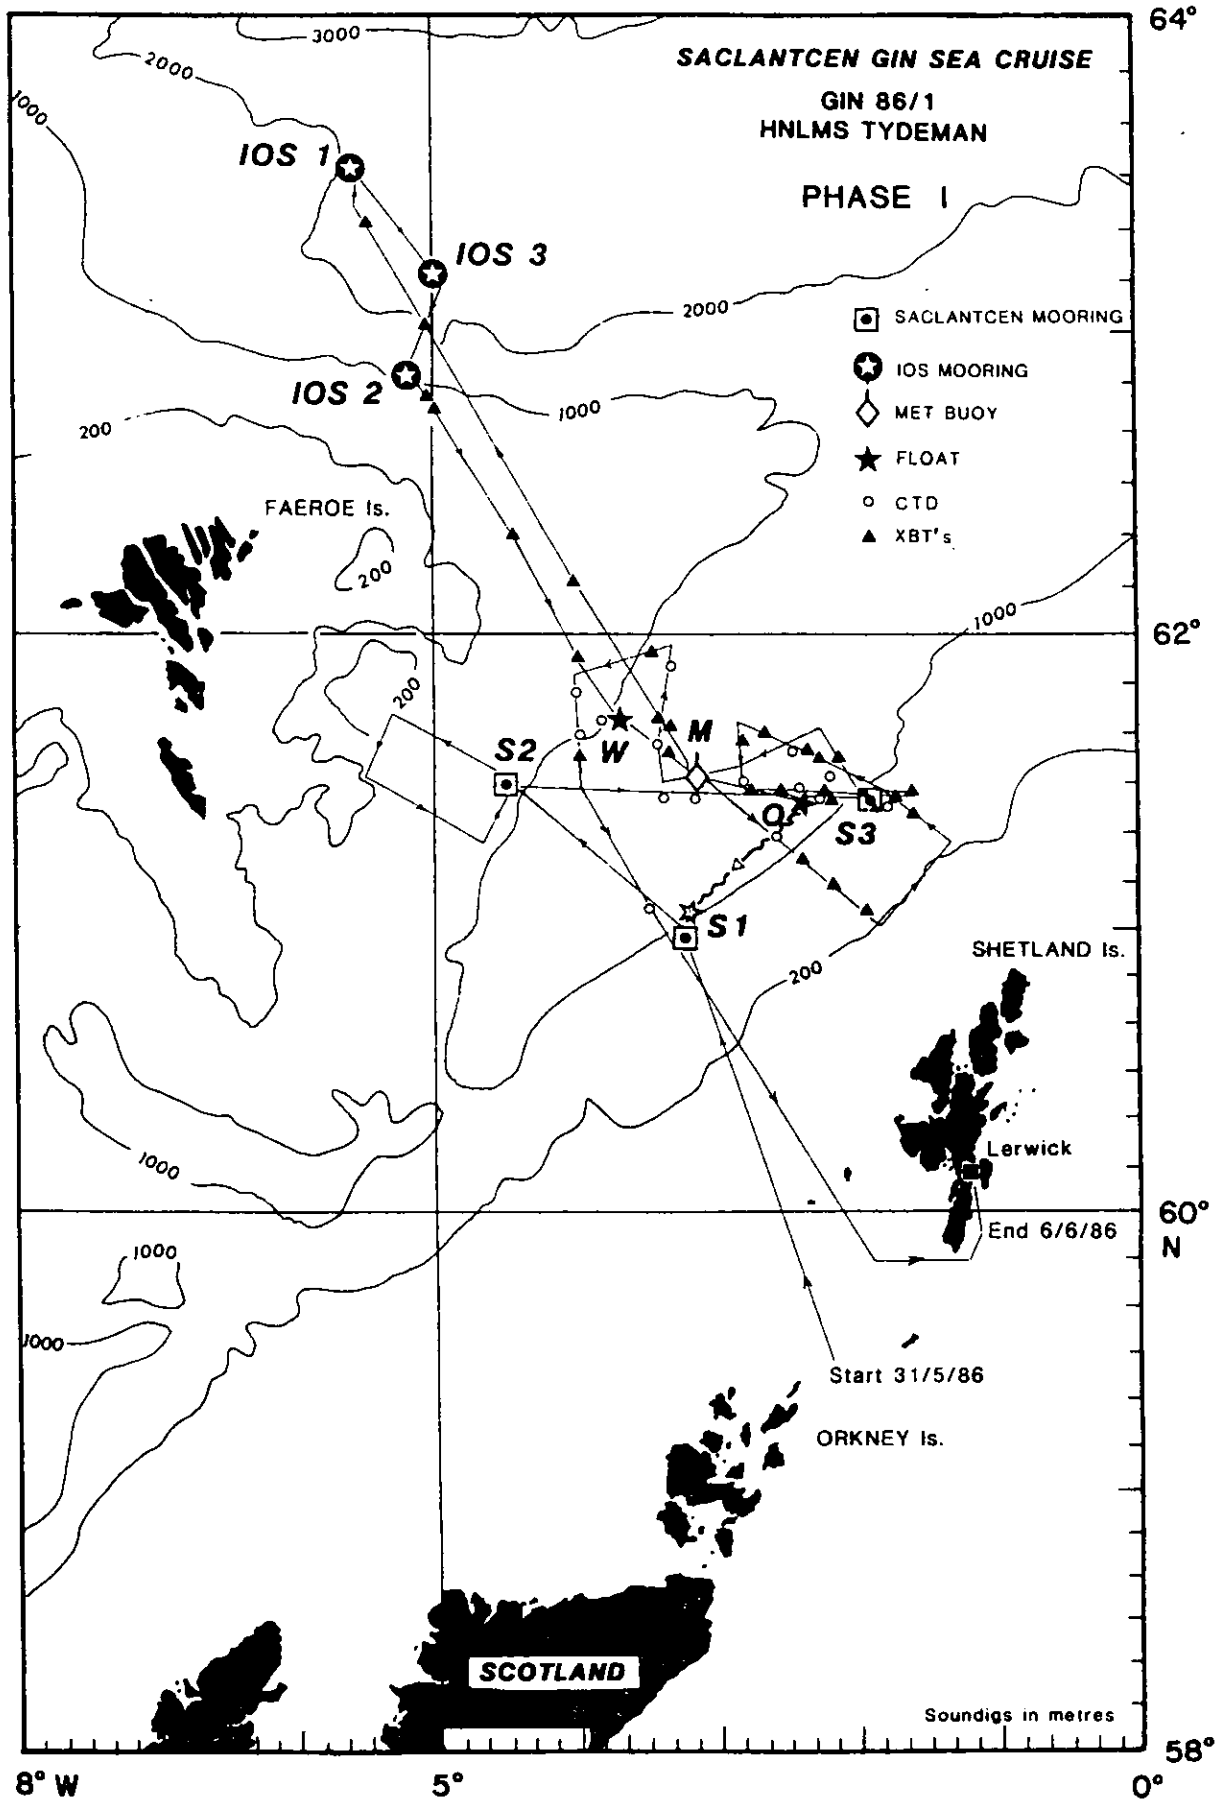 64°
3000
2000
1000
SACLANTCEN GIN SEA CRUISE
GIN 86/1
HNLMS TYDEMAN
PHASE I
IOS 1
IOS 3
2000
SACLANTCEN MOORING
IOS 2
IOS MOORING
1000
MET BUOY
200
FLOAT
FAEROE Is.
CTD
XBT's
200
1000
62°
200
S2
W
M
O
S3
S1
SHETLAND Is.
200
Lerwick
1000
60°
N
End 6/6/86
1000
1000
Start 31/5/86
ORKNEY Is.
SCOTLAND
Soundigs in metres
58°
8° W
5°
0°